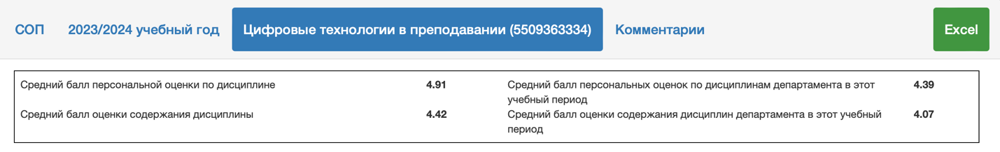 СОП 2023/2024 учебный год Цифровые технологии в преподавании (5509363334) Комментарии Excel
Средний балл персональной оценки по дисциплине 4.91 Средний балл персональных оценок по дисциплинам департамента в этот 4.39
учебный период
Средний балл оценки содержания дисциплины 4.42 Средний балл оценки содержания дисциплин департамента в этот учебный 4.07
период